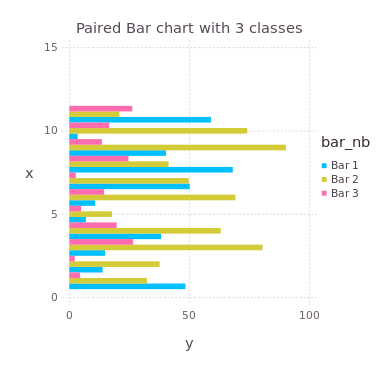 Paired Bar chart with 3 classes
15
10
5
0
x
0 50 100
y
bar_nb
Bar 1
Bar 2
Bar 3